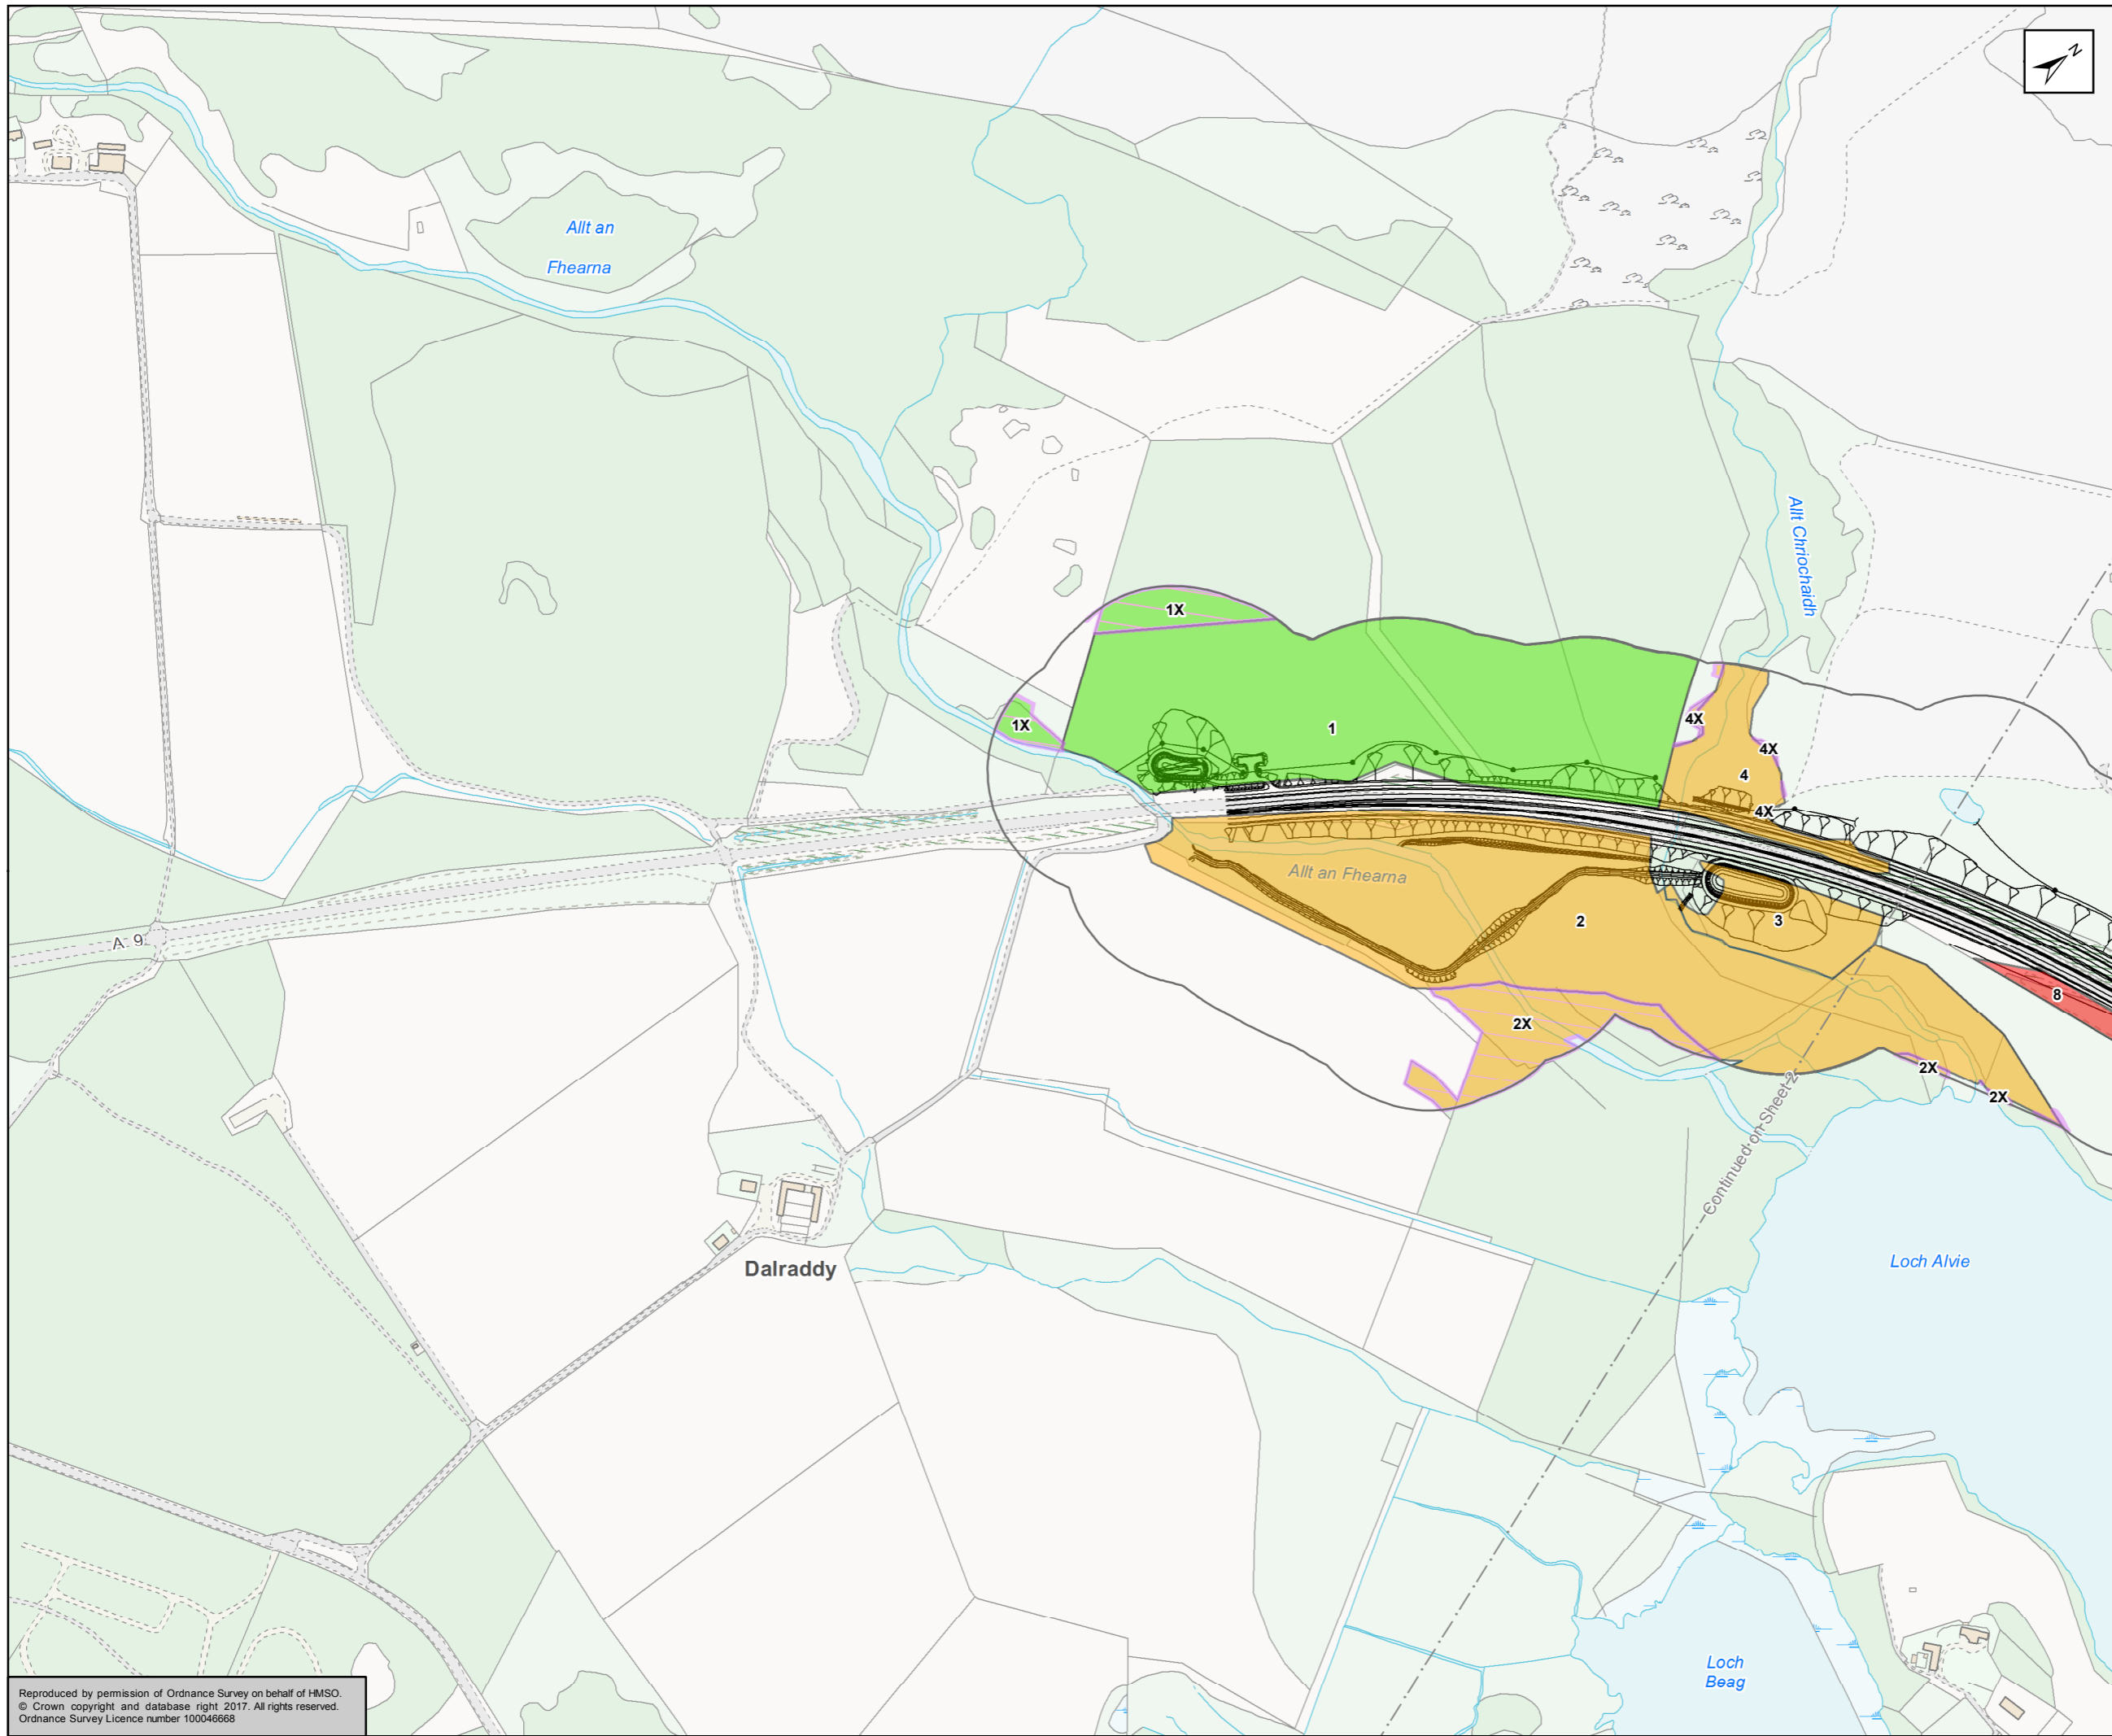 N
Allt an
Fhearna
Allt Chriochaidh
1X
1X
1
4X
4X
4
4X
Allt an Fhearna
2
3
A 9
8
2X
2X
2X
Continued on Sheet 2
Dalraddy
Loch Alvie
Loch
Beag
Reproduced by permission of Ordnance Survey on behalf of HMSO.
© Crown copyright and database right 2017. All rights reserved.
Ordnance Survey Licence number 100046668